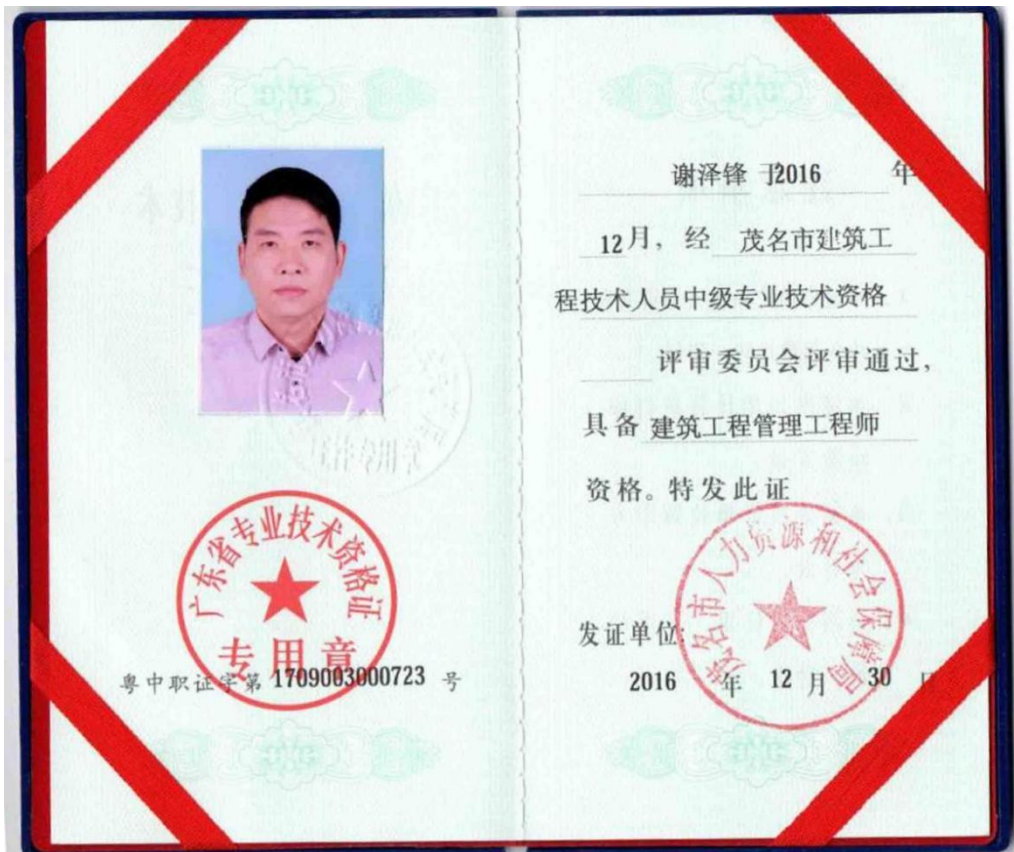 广东省专业技术资格证
专用章
粤中职证字第 1709003000723 号
谢泽锋 于2016 年
12月，经 茂名市建筑工
程技术人员中级专业技术资格
评审委员会评审通过，
具备 建筑工程管理工程师
资格。特发此证
茂名市人力资源和社会保障局
发证单位:
2016 年 12 月 30 日